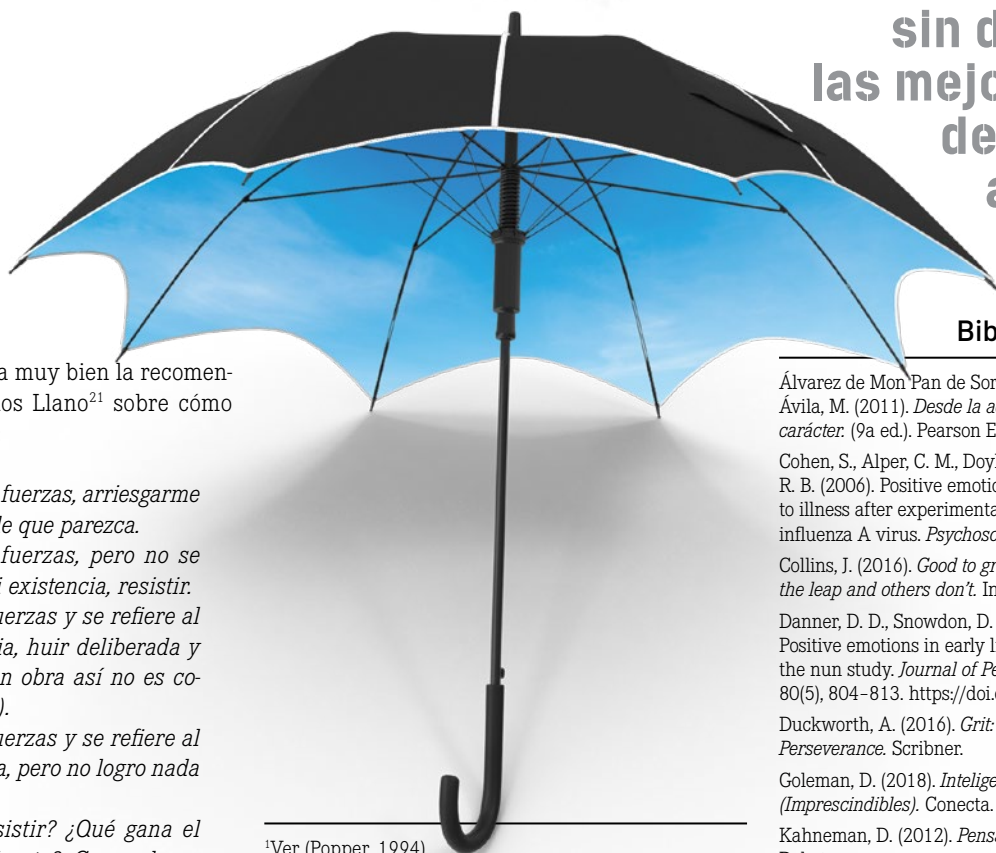 sin d
las mejo
de
a
a muy bien la recomen-
os Llano²¹ sobre cómo
fuerzas, arriesgarme
le que parezca.
fuerzas, pero no se
i existencia, resistir.
uerzas y se refiere al
ia, huir deliberada y
n obra así no es co-
).
uerzas y se refiere al
a, pero no logro nada
sistir? ¿Qué gana el
¹Ver (Popper, 1994)
Bib
Álvarez de Mon Pan de Sor
Ávila, M. (2011). Desde la a
carácter. (9a ed.). Pearson E
Cohen, S., Alper, C. M., Doyl
R. B. (2006). Positive emotio
to illness after experimenta
influenza A virus. Psychoso
Collins, J. (2016). Good to gr
the leap and others don't. In
Danner, D. D., Snowdon, D.
Positive emotions in early li
the nun study. Journal of Pe
80(5), 804–813. https://doi.o
Duckworth, A. (2016). Grit:
Perseverance. Scribner.
Goleman, D. (2018). Intelige
(Imprescindibles). Conecta.
Kahneman, D. (2012). Pensa